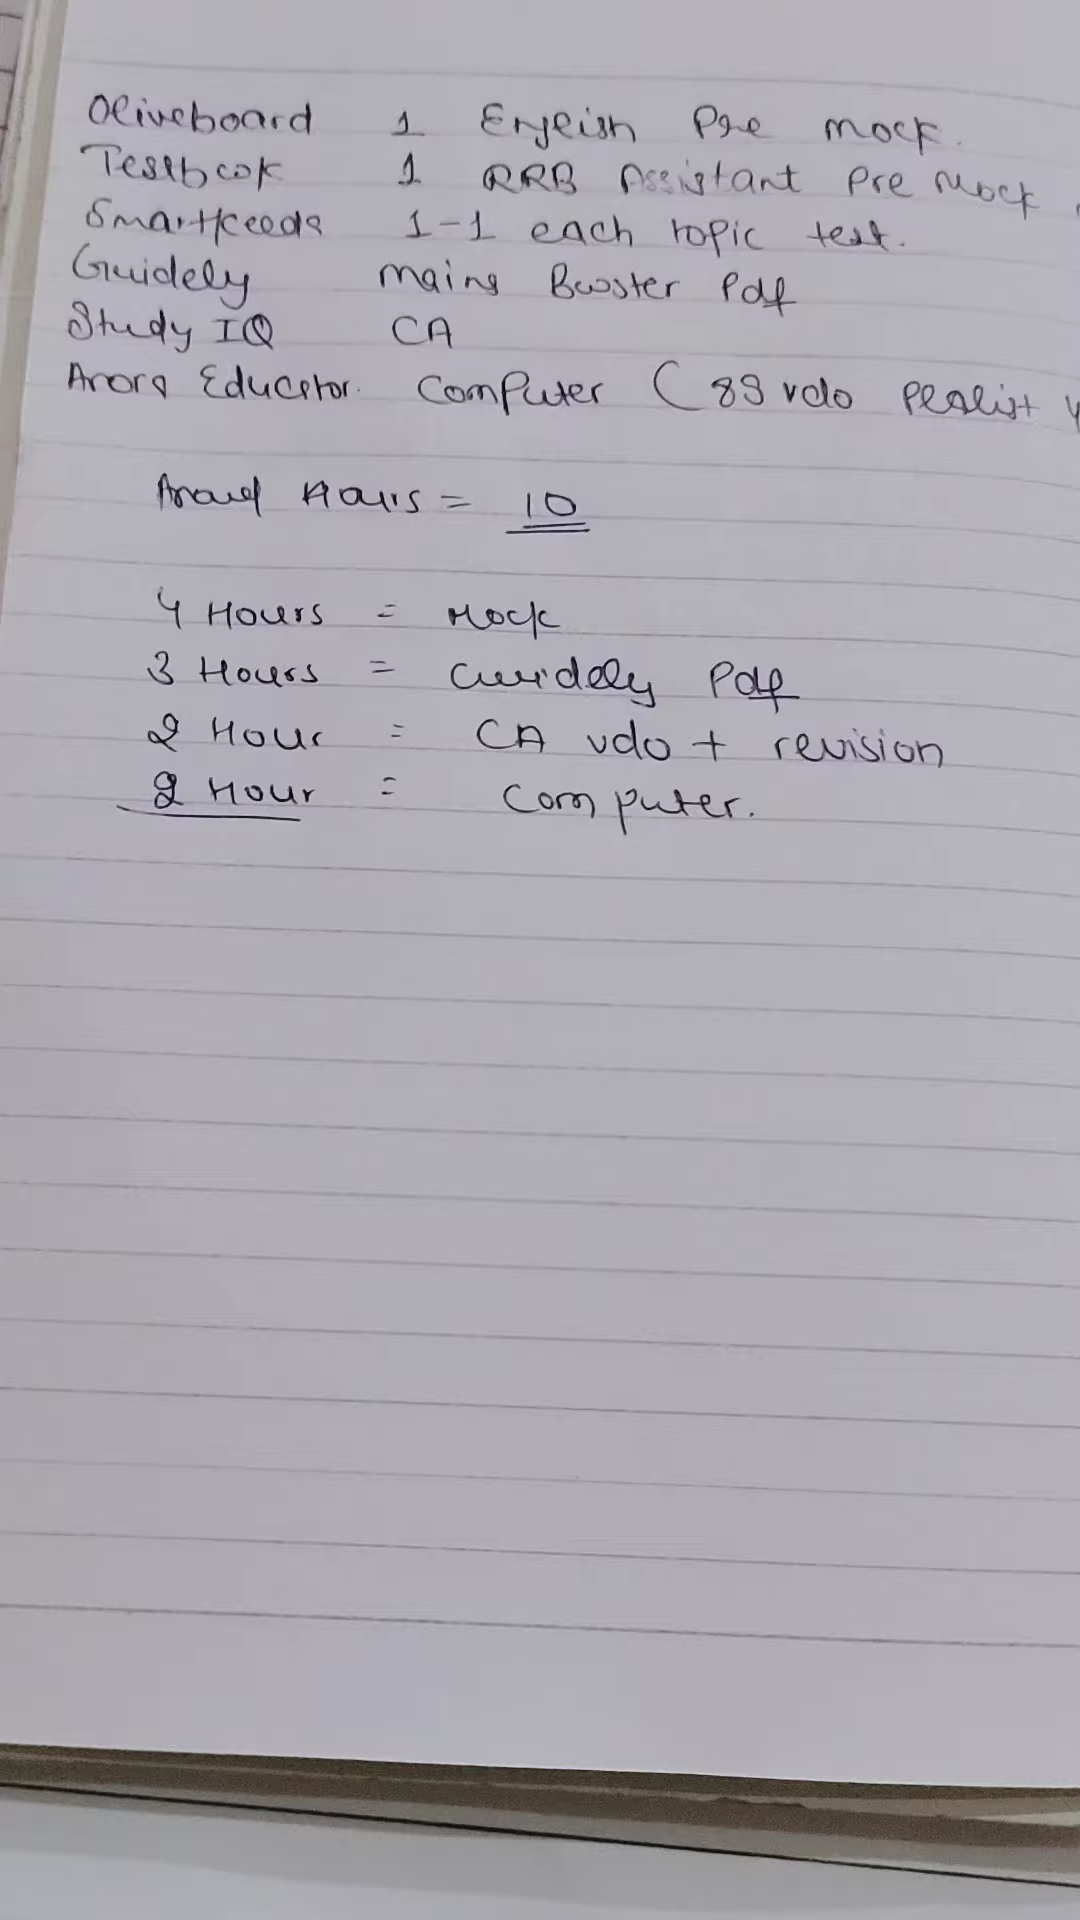 Oliveboard 1 English Pre mock.
Testbook 1 RRB Assistant Pre Mock
Smartkeeda 1-1 each topic test.
Guidely Mains Booster Pdf
Study IQ CA
Arora Educator. Computer ( 89 vdo
Hours = 10
4 Hours = Mock
3 Hours = Guidely Pdf
2 Hour = CA vdo + revision
2 Hour = Computer.